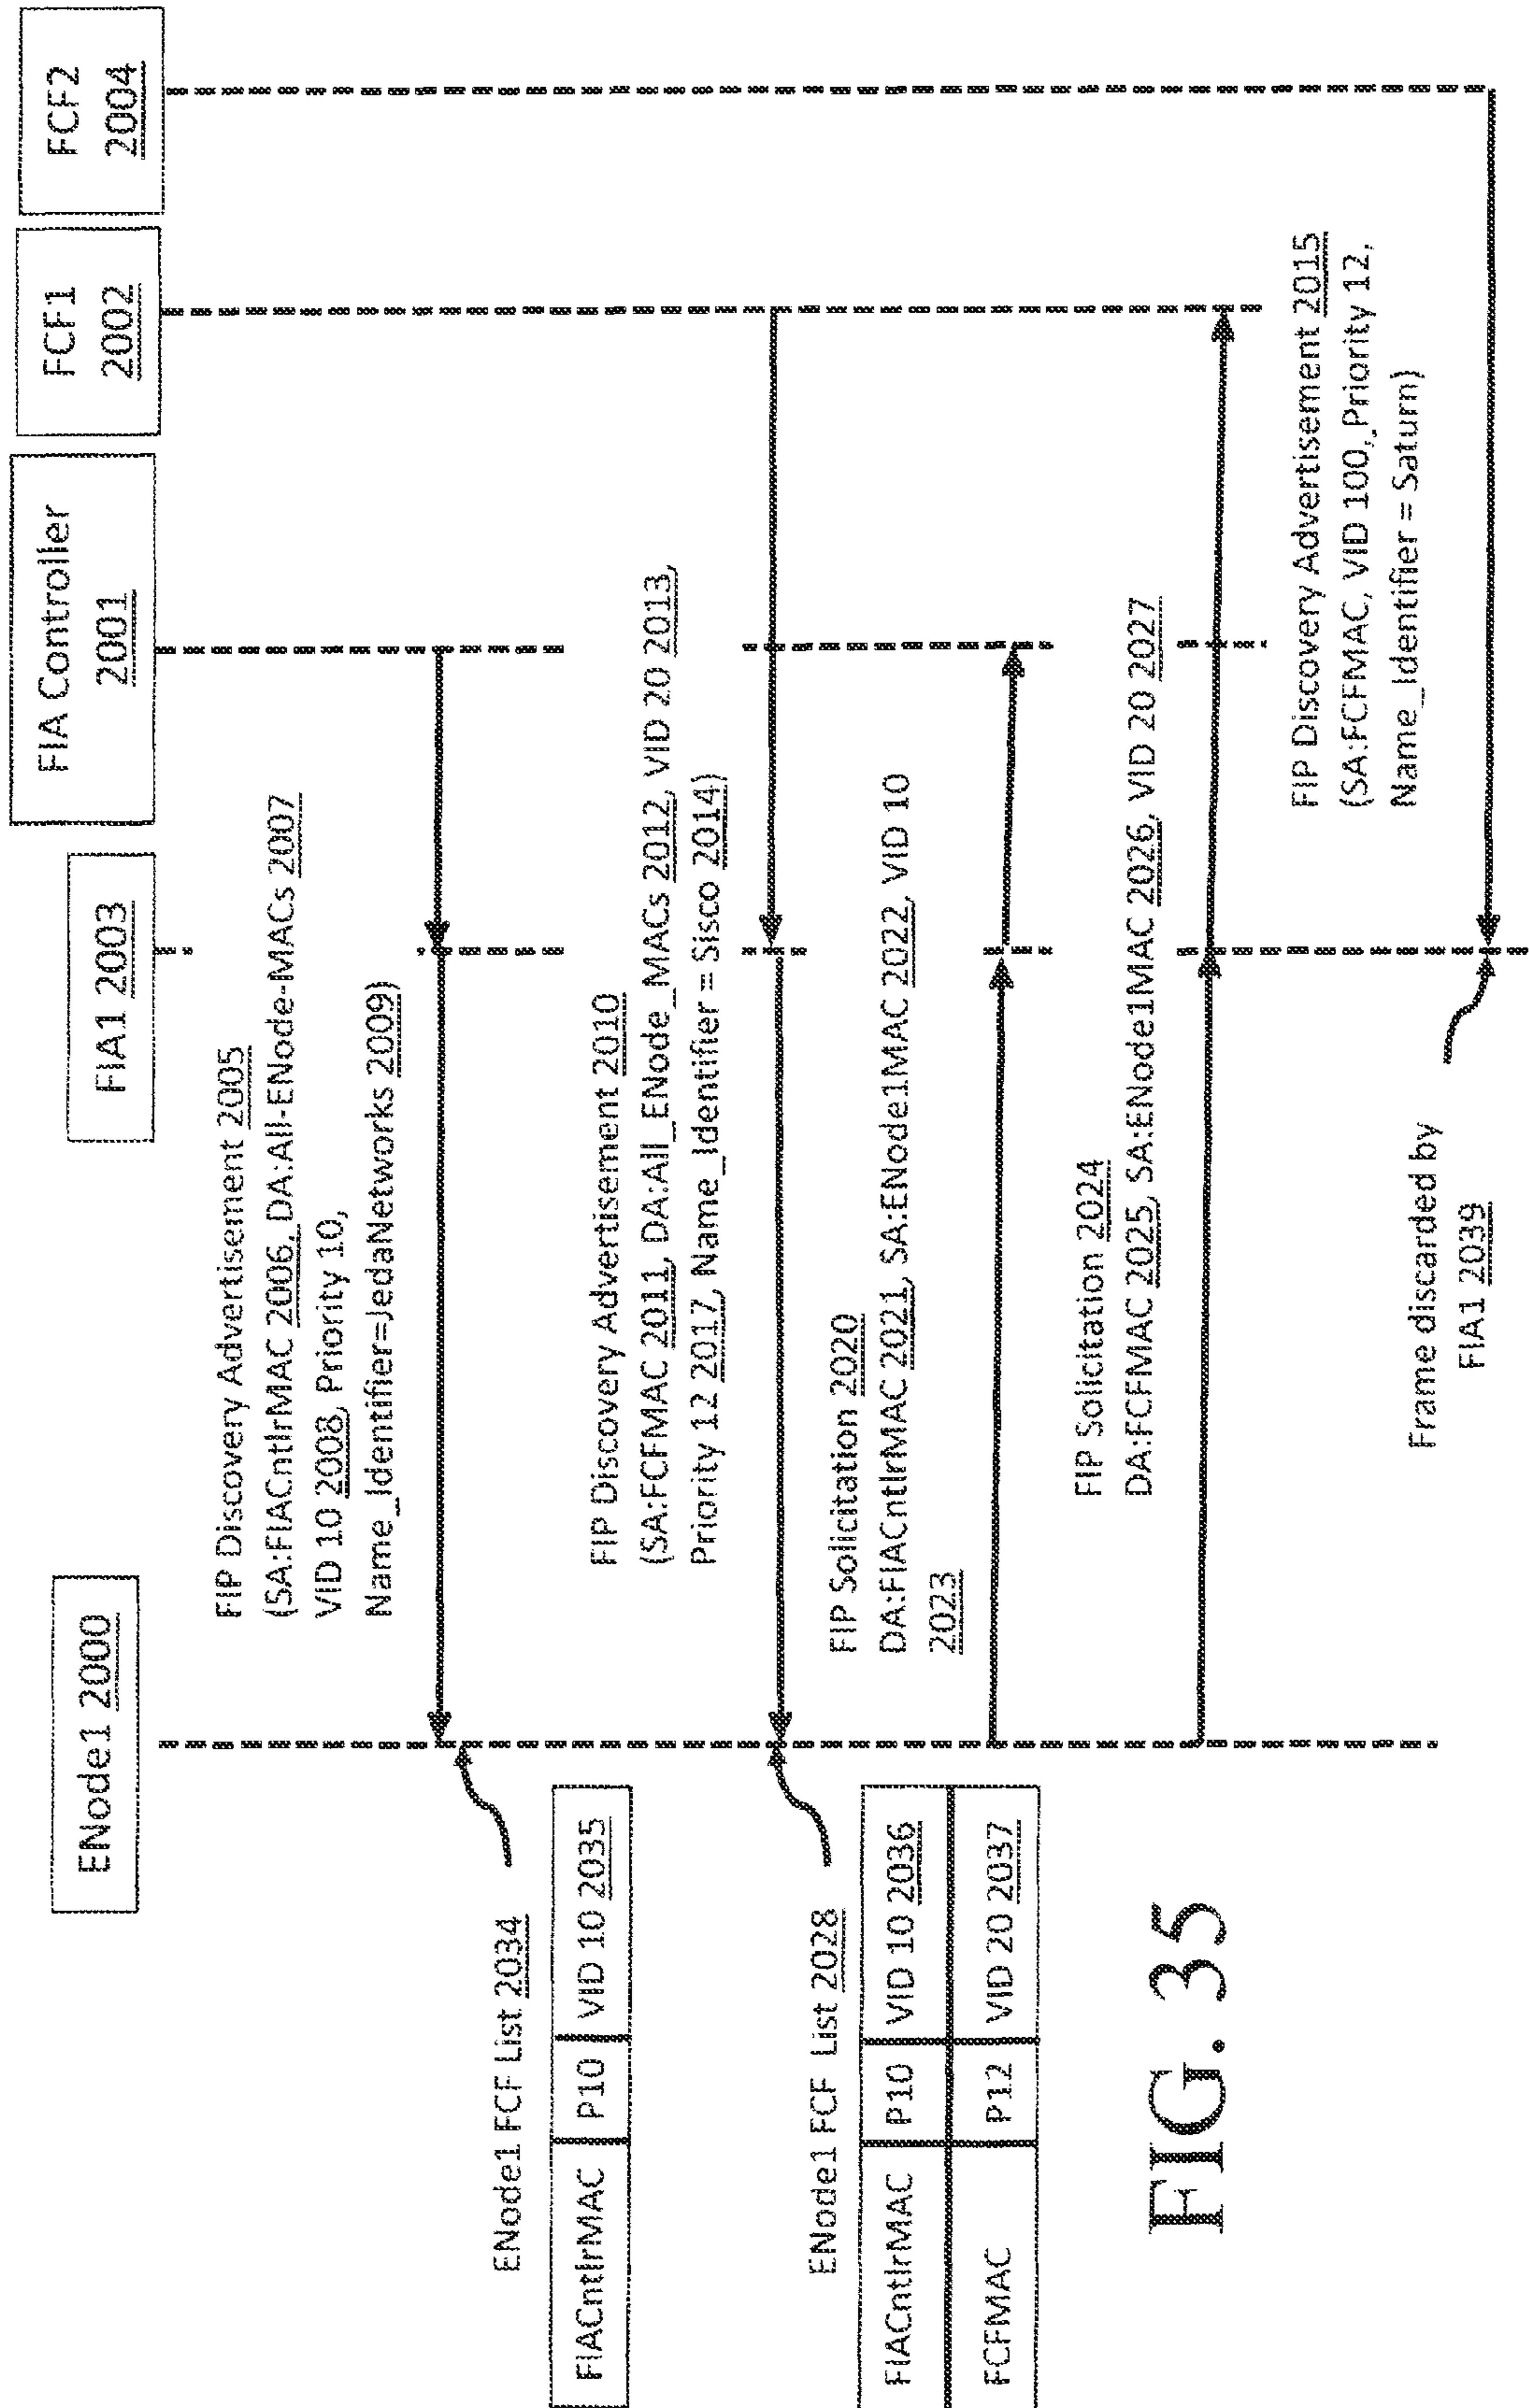 ENode1 2000
FIA1 2003
FIA Controller
2001
FCF1
2002
FCF2
2004
FIP Discovery Advertisement 2005
(SA:FIACntlrMAC 2006, DA:All-ENode-MACs 2007
VID 10 2008, Priority 10,
Name_Identifier=JedaNetworks 2009)
ENode1 FCF List 2034
FIACntlrMAC P10 VID 10 2035
FIP Discovery Advertisement 2010
(SA:FCFMAC 2011, DA:All_ENode_MACs 2012, VID 20 2013,
Priority 12 2017, Name_Identifier = Sisco 2014)
ENode1 FCF List 2028
FIACntlrMAC P10 VID 10 2036
FCFMAC P12 VID 20 2037
FIP Solicitation 2020
DA:FIACntlrMAC 2021, SA:ENode1MAC 2022, VID 10
2023
FIP Solicitation 2024
DA:FCFMAC 2025, SA:ENode1MAC 2026, VID 20 2027
FIP Discovery Advertisement 2015
(SA:FCFMAC, VID 100, Priority 12,
Name_Identifier = Saturn)
Frame discarded by
FIA1 2039
FIG. 35